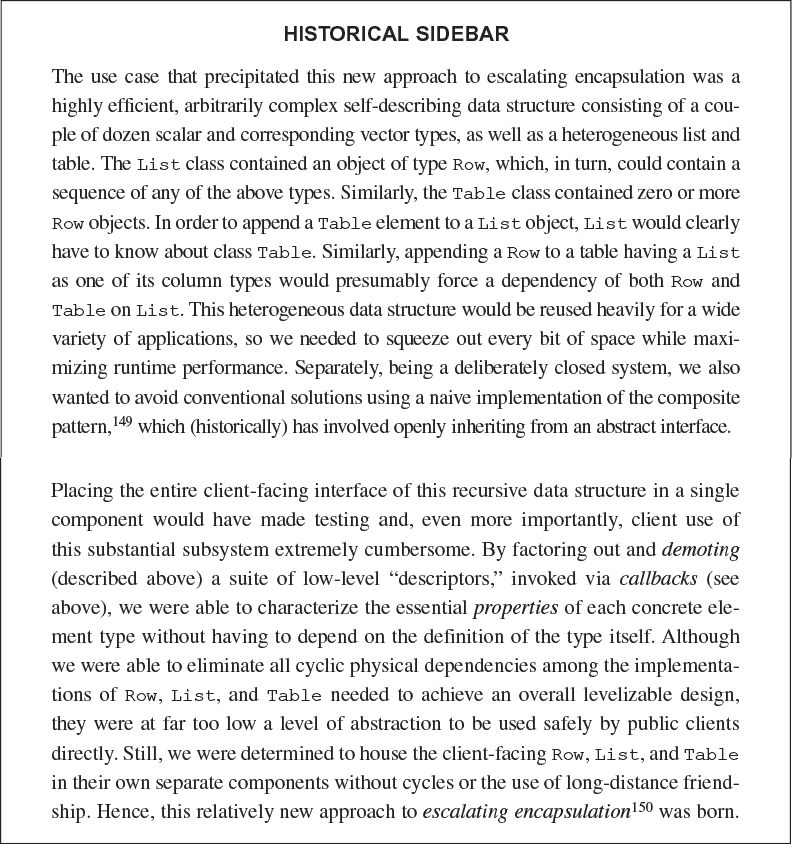 HISTORICAL SIDEBAR
The use case that precipitated this new approach to escalating encapsulation was a
highly efficient, arbitrarily complex self-describing data structure consisting of a cou-
ple of dozen scalar and corresponding vector types, as well as a heterogeneous list and
table. The List class contained an object of type Row, which, in turn, could contain a
sequence of any of the above types. Similarly, the Table class contained zero or more
Row objects. In order to append a Table element to a List object, List would clearly
have to know about class Table. Similarly, appending a Row to a table having a List
as one of its column types would presumably force a dependency of both Row and
Table on List. This heterogeneous data structure would be reused heavily for a wide
variety of applications, so we needed to squeeze out every bit of space while maxi-
mizing runtime performance. Separately, being a deliberately closed system, we also
wanted to avoid conventional solutions using a naive implementation of the composite
pattern,149 which (historically) has involved openly inheriting from an abstract interface.
Placing the entire client-facing interface of this recursive data structure in a single
component would have made testing and, even more importantly, client use of
this substantial subsystem extremely cumbersome. By factoring out and demoting
(described above) a suite of low-level “descriptors,” invoked via callbacks (see
above), we were able to characterize the essential properties of each concrete ele-
ment type without having to depend on the definition of the type itself. Although
we were able to eliminate all cyclic physical dependencies among the implementa-
tions of Row, List, and Table needed to achieve an overall levelizable design,
they were at far too low a level of abstraction to be used safely by public clients
directly. Still, we were determined to house the client-facing Row, List, and Table
in their own separate components without cycles or the use of long-distance friend-
ship. Hence, this relatively new approach to escalating encapsulation150 was born.